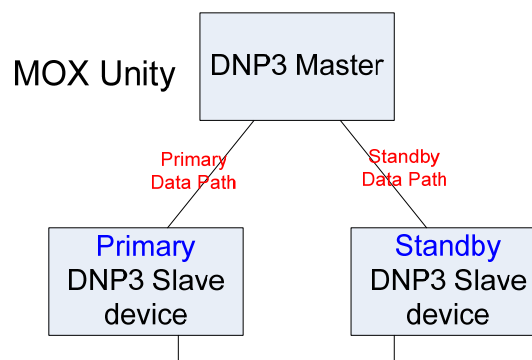 MOX Unity
DNP3 Master
Primary
Data Path
Standby
Data Path
Primary
DNP3 Slave
device
Standby
DNP3 Slave
device